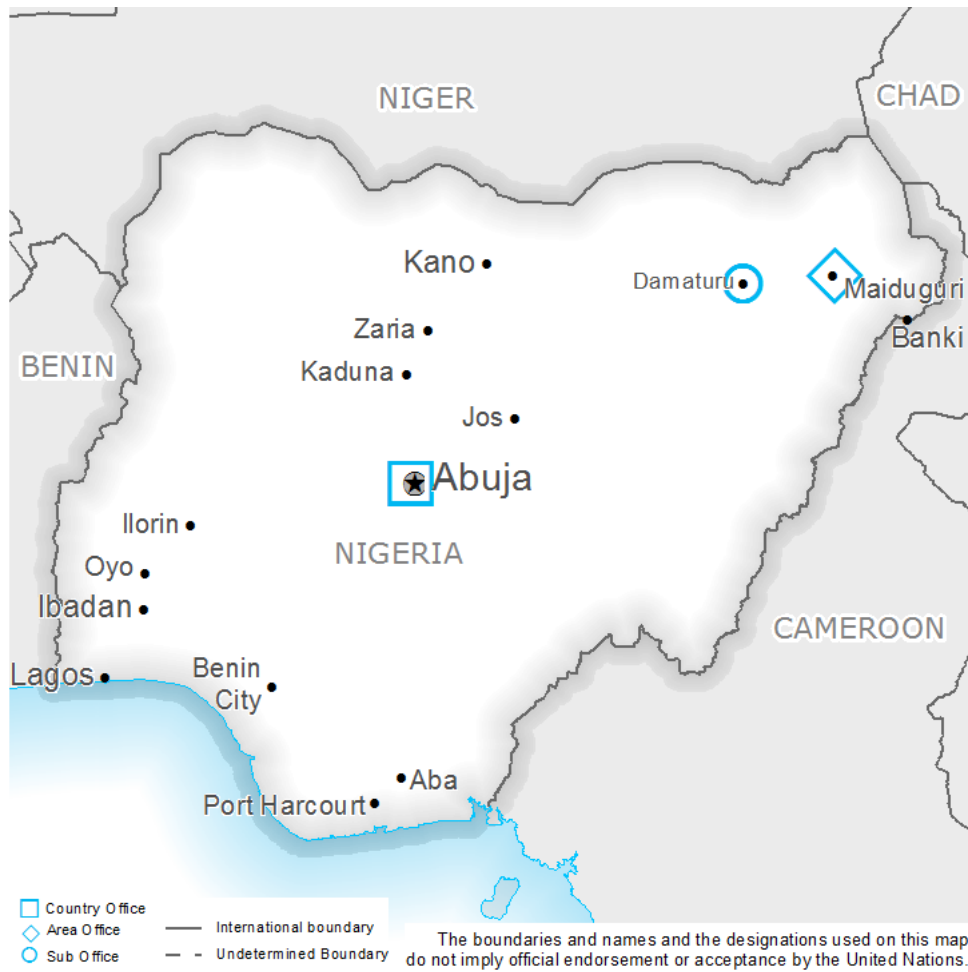 NIGER
CHAD
Kano
Damaturu
Maiduguri
Zaria
Banki
BENIN
Kaduna
Jos
Abuja
Ilorin
NIGERIA
Oyo
Ibadan
CAMEROON
Lagos
Benin
City
Aba
Port Harcourt
Country Office
Area Office
Sub Office
International boundary
Undetermined Boundary
The boundaries and names and the designations used on this map
do not imply official endorsement or acceptance by the United Nations.